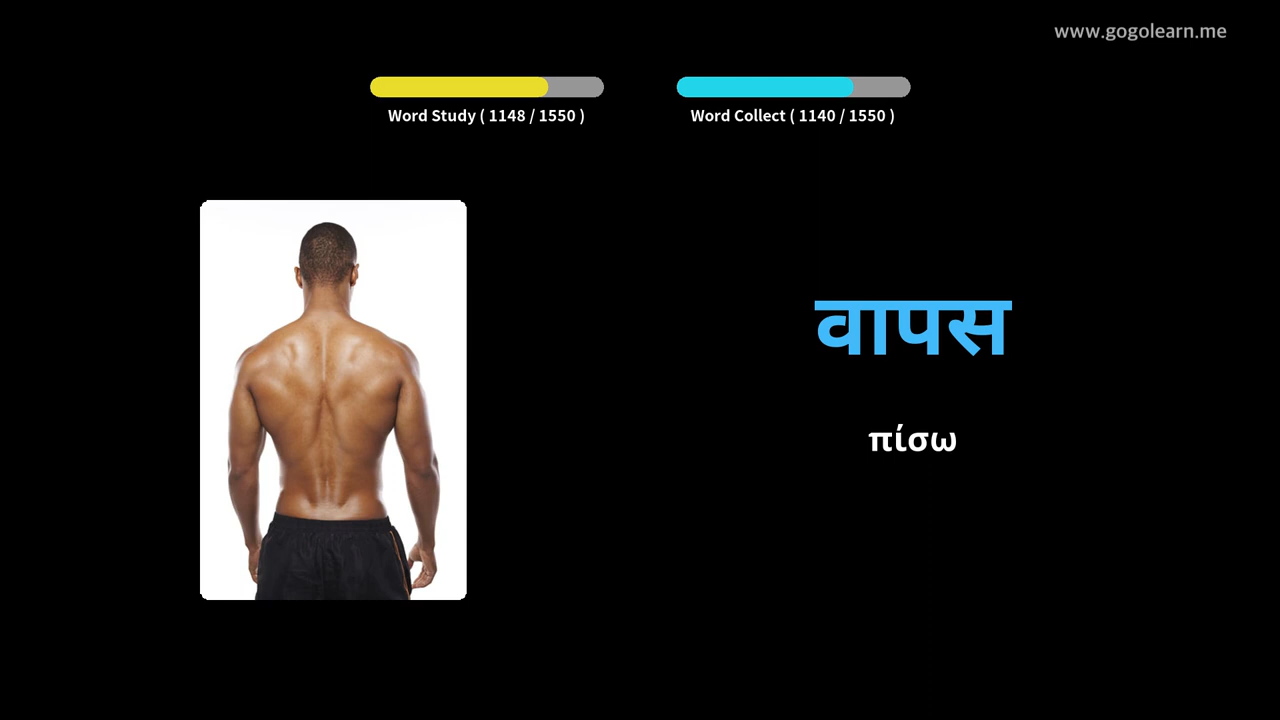 www.gogolearn.me
Word Study ( 1148 / 1550 )
Word Collect ( 1140 / 1550 )
वापस
πίσω